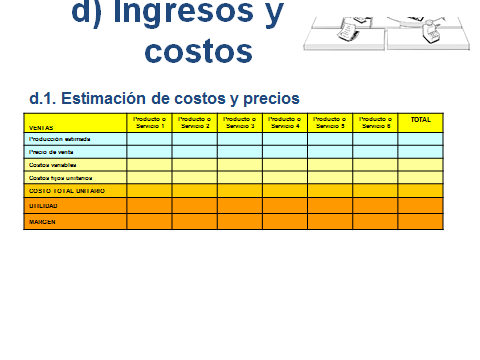 d) Ingresos y
costos
d.1. Estimación de costos y precios
VENTAS Producto o Servicio 1 Producto o Servicio 2 Producto o Servicio 3 Producto o Servicio 4 Producto o Servicio 5 Producto o Servicio 6 TOTAL
Producción estimada
Precio de venta
Costos variables
Costos fijos unitarios
COSTO TOTAL UNITARIO
UTILIDAD
MARGEN